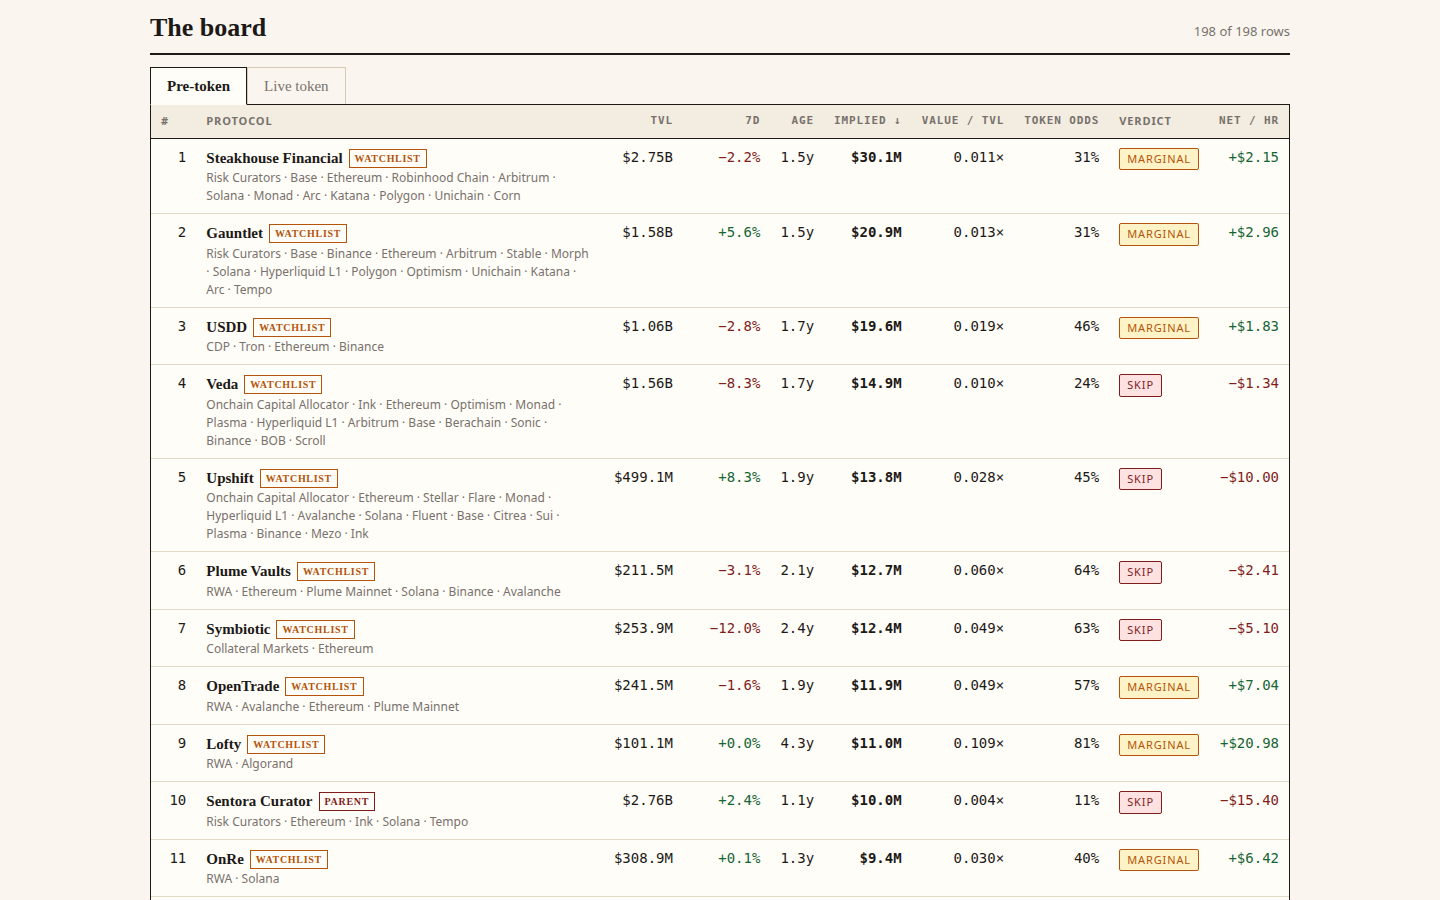 The board
198 of 198 rows
Pre-token
Live token
# PROTOCOL TVL 7D AGE IMPLIED ↓ VALUE / TVL TOKEN ODDS VERDICT NET / HR
1 Steakhouse Financial WATCHLIST $2.75B −2.2% 1.5y $30.1M 0.011× 31% MARGINAL +$2.15
Risk Curators · Base · Ethereum · Robinhood Chain · Arbitrum ·
Solana · Monad · Arc · Katana · Polygon · Unichain · Corn
2 Gauntlet WATCHLIST $1.58B +5.6% 1.5y $20.9M 0.013× 31% MARGINAL +$2.96
Risk Curators · Base · Binance · Ethereum · Arbitrum · Stable · Morph
· Solana · Hyperliquid L1 · Polygon · Optimism · Unichain · Katana ·
Arc · Tempo
3 USDD WATCHLIST $1.06B −2.8% 1.7y $19.6M 0.019× 46% MARGINAL +$1.83
CDP · Tron · Ethereum · Binance
4 Veda WATCHLIST $1.56B −8.3% 1.7y $14.9M 0.010× 24% SKIP −$1.34
Onchain Capital Allocator · Ink · Ethereum · Optimism · Monad ·
Plasma · Hyperliquid L1 · Arbitrum · Base · Berachain · Sonic ·
Binance · BOB · Scroll
5 Upshift WATCHLIST $499.1M +8.3% 1.9y $13.8M 0.028× 45% SKIP −$10.00
Onchain Capital Allocator · Ethereum · Stellar · Flare · Monad ·
Hyperliquid L1 · Avalanche · Solana · Fluent · Base · Citrea · Sui ·
Plasma · Binance · Mezo · Ink
6 Plume Vaults WATCHLIST $211.5M −3.1% 2.1y $12.7M 0.060× 64% SKIP −$2.41
RWA · Ethereum · Plume Mainnet · Solana · Binance · Avalanche
7 Symbiotic WATCHLIST $253.9M −12.0% 2.4y $12.4M 0.049× 63% SKIP −$5.10
Collateral Markets · Ethereum
8 OpenTrade WATCHLIST $241.5M −1.6% 1.9y $11.9M 0.049× 57% MARGINAL +$7.04
RWA · Avalanche · Ethereum · Plume Mainnet
9 Lofty WATCHLIST $101.1M +0.0% 4.3y $11.0M 0.109× 81% MARGINAL +$20.98
RWA · Algorand
10 Sentora Curator PARENT $2.76B +2.4% 1.1y $10.0M 0.004× 11% SKIP −$15.40
Risk Curators · Ethereum · Ink · Solana · Tempo
11 OnRe WATCHLIST $308.9M +0.1% 1.3y $9.4M 0.030× 40% MARGINAL +$6.42
RWA · Solana